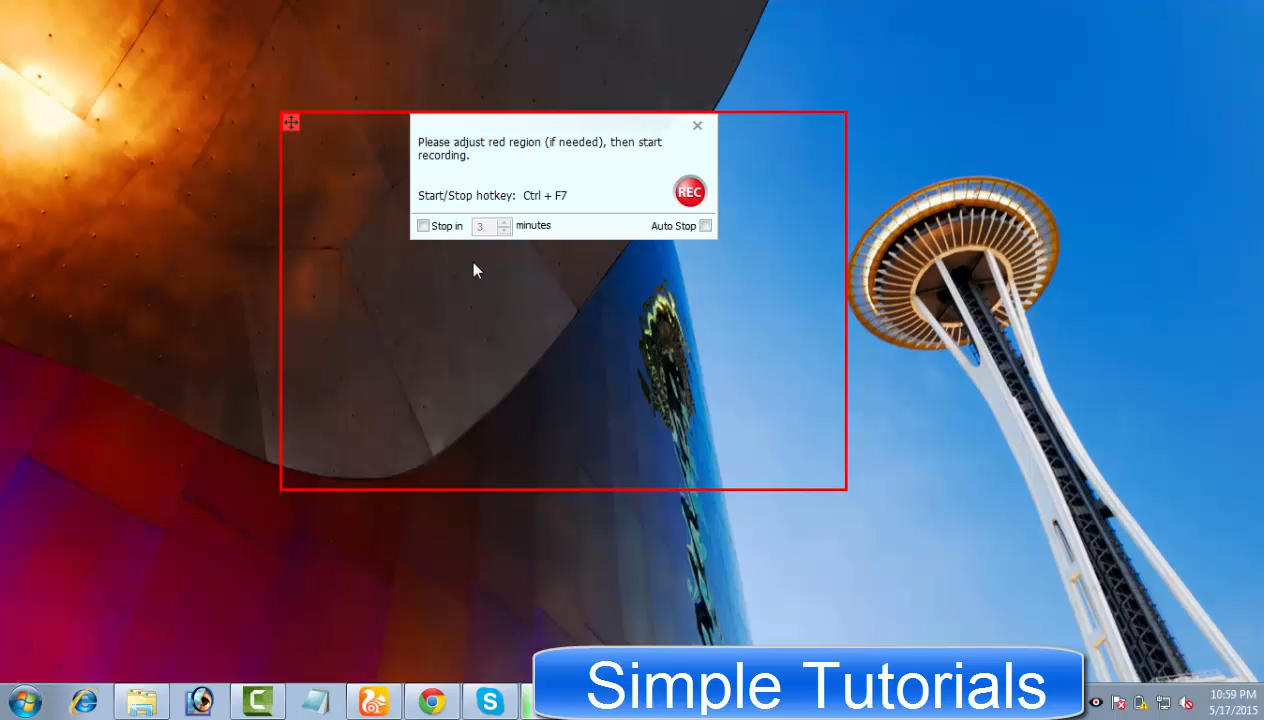 Please adjust red region (if needed), then start
recording.
Start/Stop hotkey: Ctrl + F7
REC
Stop in 3 minutes Auto Stop
Simple Tutorials
10:59 PM
5/17/2015